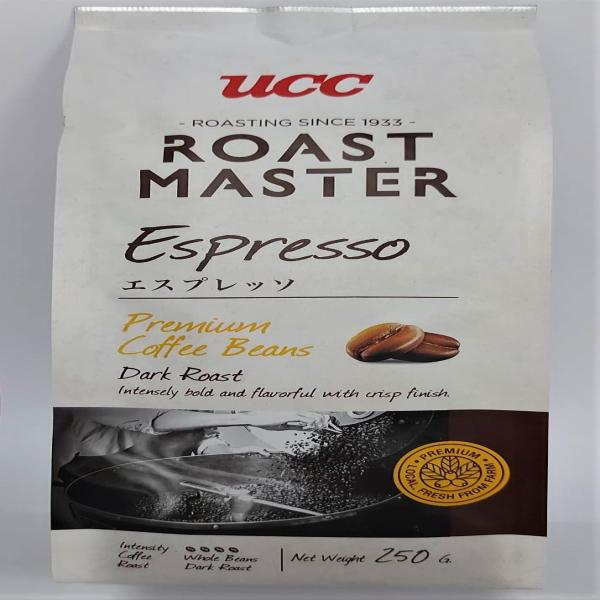 UCC
- ROASTING SINCE 1933 -
ROAST
MASTER
Espresso
エスプレッソ
Premium
Coffee Beans
Dark Roast
Intensely bold and flavorful with crisp finish.
• PREMIUM •
LOCAL FRESH FROM FARM
Intensity
Coffee Whole Beans
Roast Dark Roast
Net Weight 250 G.